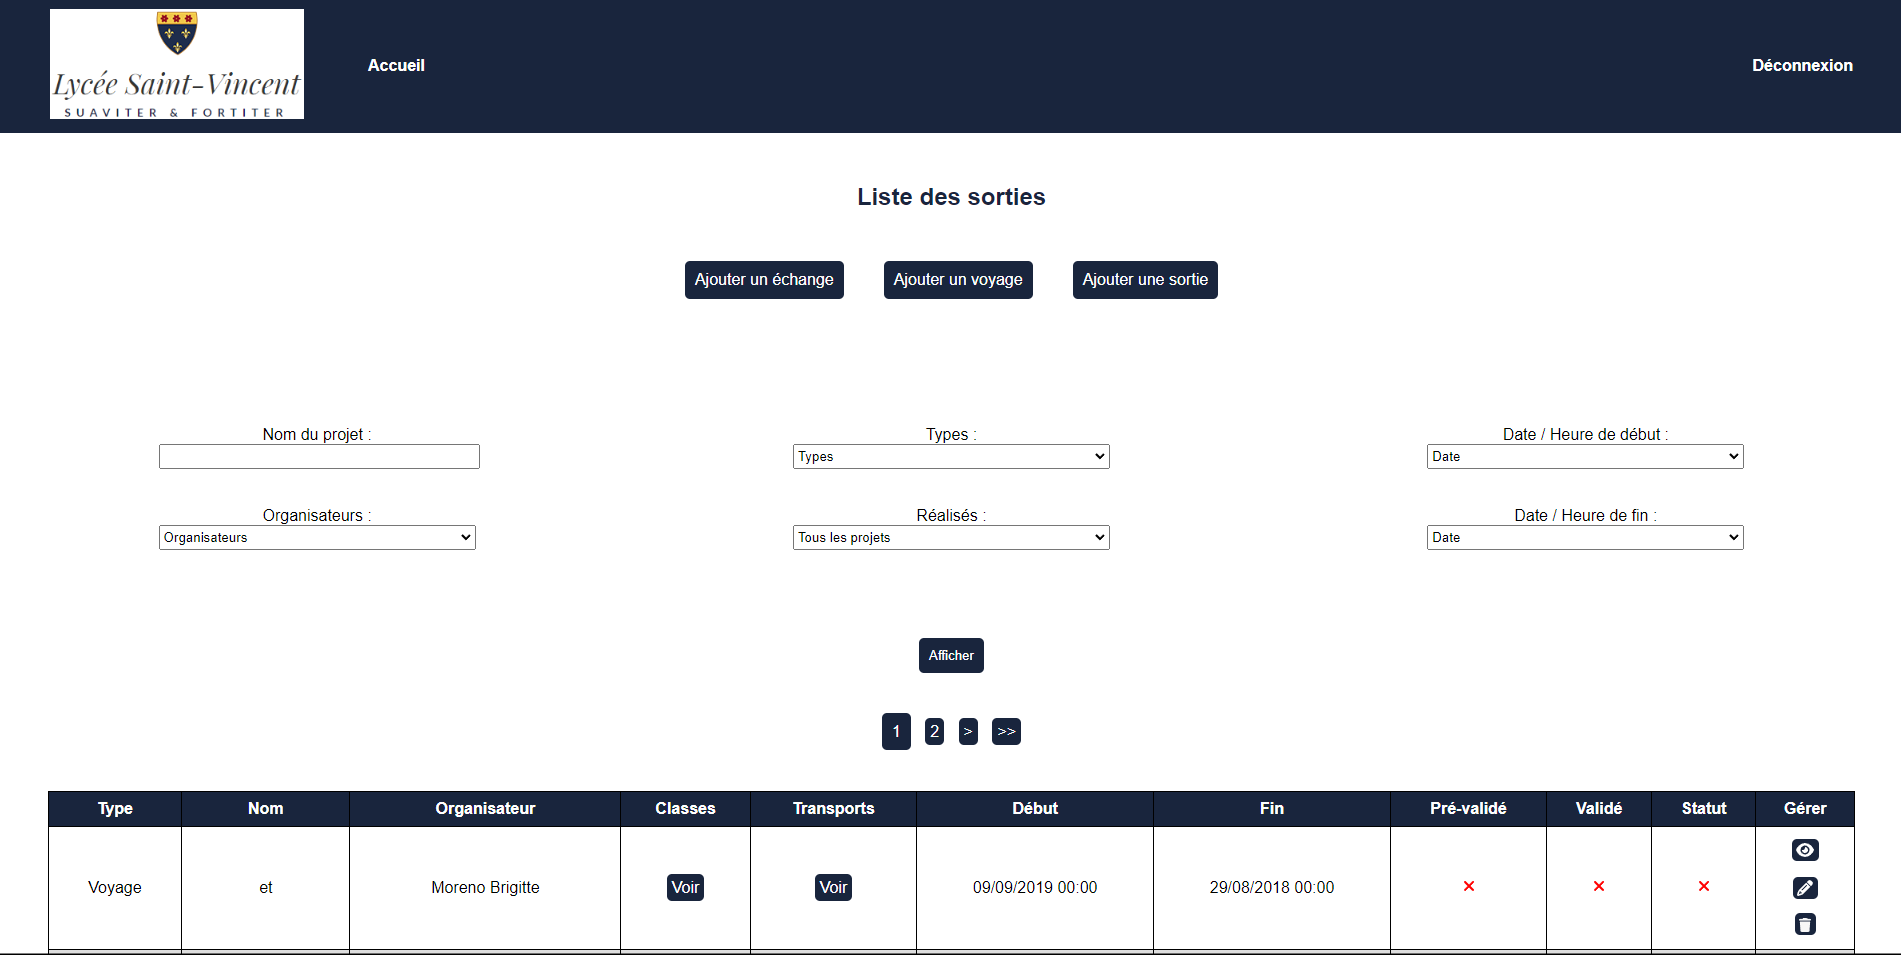 Lycée Saint-Vincent
SUAVITER & FORTITER
Accueil
Déconnexion
Liste des sorties
Ajouter un échange
Ajouter un voyage
Ajouter une sortie
Nom du projet :
Types :
Types
Date / Heure de début :
Date
Organisateurs :
Organisateurs
Réalisés :
Tous les projets
Date / Heure de fin :
Date
Afficher
1 2 > >>
Type Nom Organisateur Classes Transports Début Fin Pré-validé Validé Statut Gérer
Voyage et Moreno Brigitte Voir Voir 09/09/2019 00:00 29/08/2018 00:00